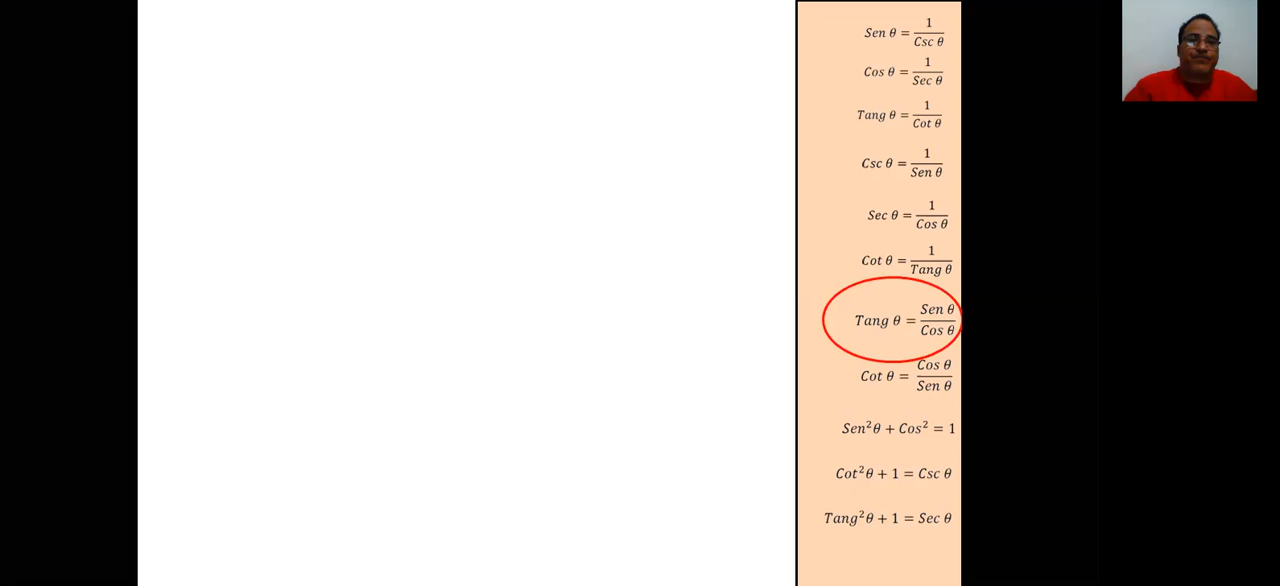 Sen θ = 1/Csc θ
Cos θ = 1/Sec θ
Tang θ = 1/Cot θ
Csc θ = 1/Sen θ
Sec θ = 1/Cos θ
Cot θ = 1/Tang θ
Tang θ = Sen θ/Cos θ
Cot θ = Cos θ/Sen θ
Sen²θ + Cos² = 1
Cot²θ + 1 = Csc θ
Tang²θ + 1 = Sec θ